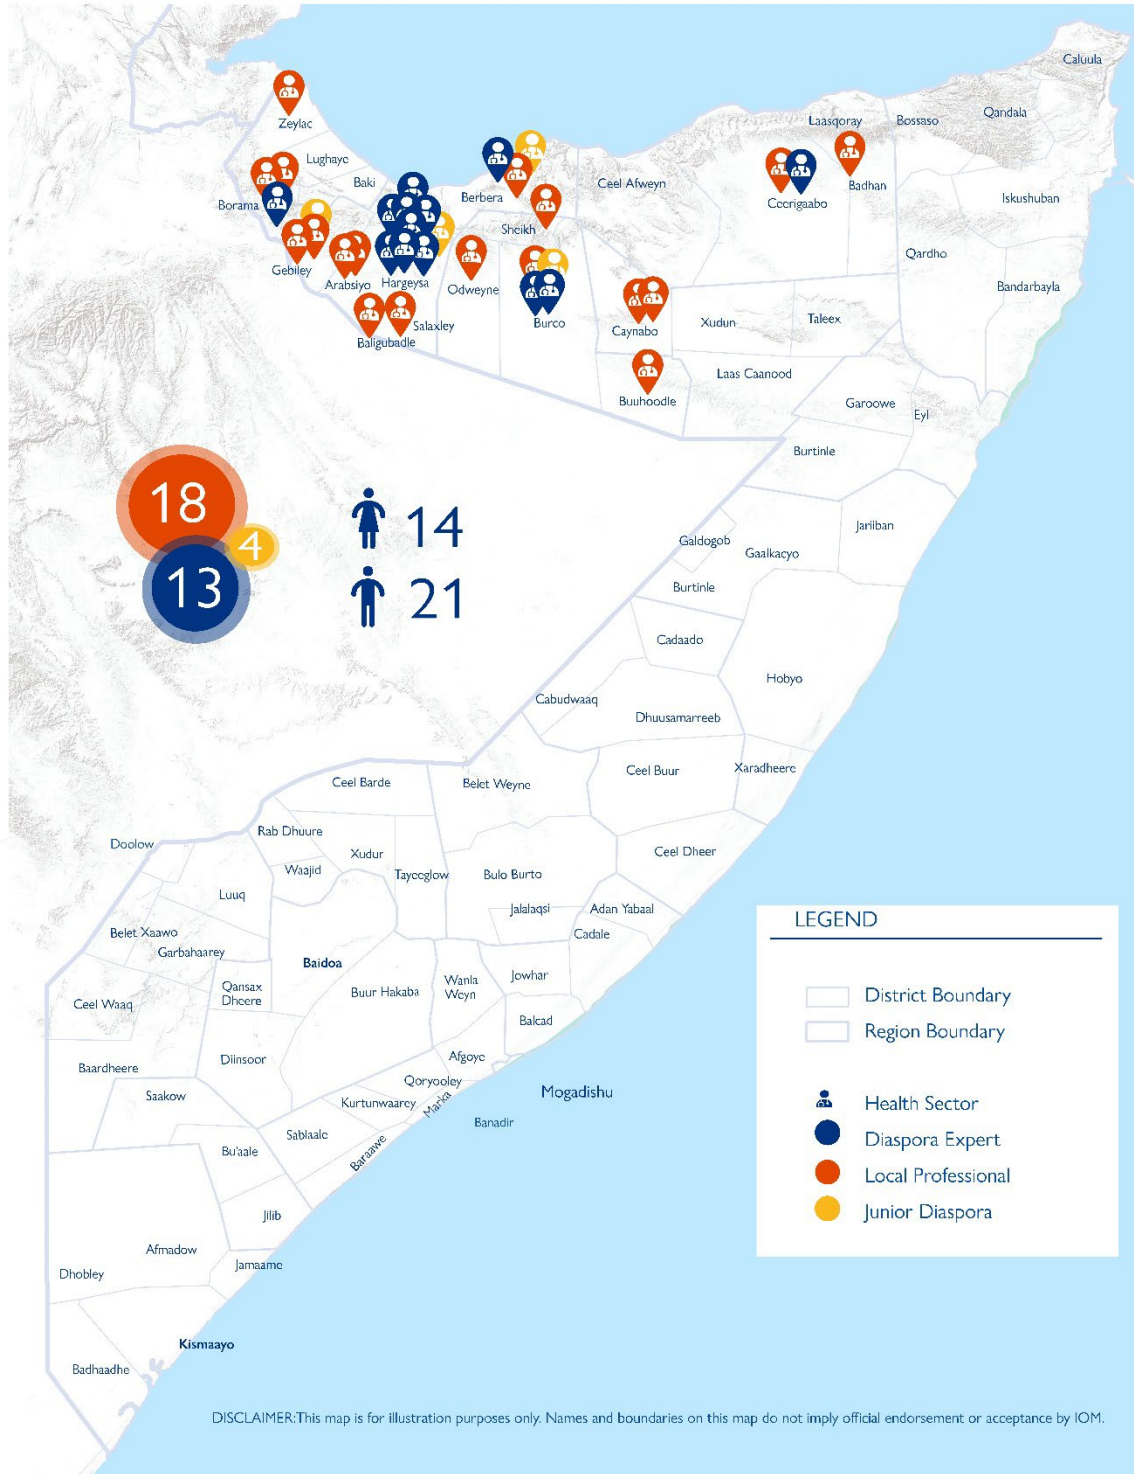 Caluula
Qandala
Laasqoray
Bossaso
Zeylac
Lughaye
Baki
Berbera
Ceel Afweyn
Badhan
Ceerigaabo
Iskushuban
Borama
Sheikh
Gebiley
Arabsiyo
Hargeysa
Odweyne
Qardho
Bandarbayla
Salaxley
Baligubadle
Burco
Caynabo
Xudun
Taleex
Laas Caanood
Buuhoodle
Garoowe
Eyl
Burtinle
18
4
13
14
21
Jariiban
Galdogob
Gaalkacyo
Burtinle
Cadaado
Hobyo
Cabudwaaq
Dhuusamarreeb
Ceel Barde
Belet Weyne
Ceel Buur
Xaradheere
Doolow
Rab Dhuure
Xudur
Waajid
Tayeeglow
Bulo Burto
Ceel Dheer
Luuq
Jalalaqsi
Adan Yabaal
Belet Xaawo
Garbahaarey
Cadale
Baidoa
Ceel Waaq
Qansax
Dheere
Buur Hakaba
Wanla
Weyn
Jowhar
Balcad
Baardheere
Diinsoor
Afgoye
Saakow
Qoryooley
Kurtunwaarey
Marka
Mogadishu
Banadir
Sablaale
Bu'aale
Baraawe
Jilib
Afmadow
Jamaame
Dhobley
Kismaayo
Badhaadhe
LEGEND
District Boundary
Region Boundary
Health Sector
Diaspora Expert
Local Professional
Junior Diaspora
DISCLAIMER:This map is for illustration purposes only. Names and boundaries on this map do not imply official endorsement or acceptance by IOM.